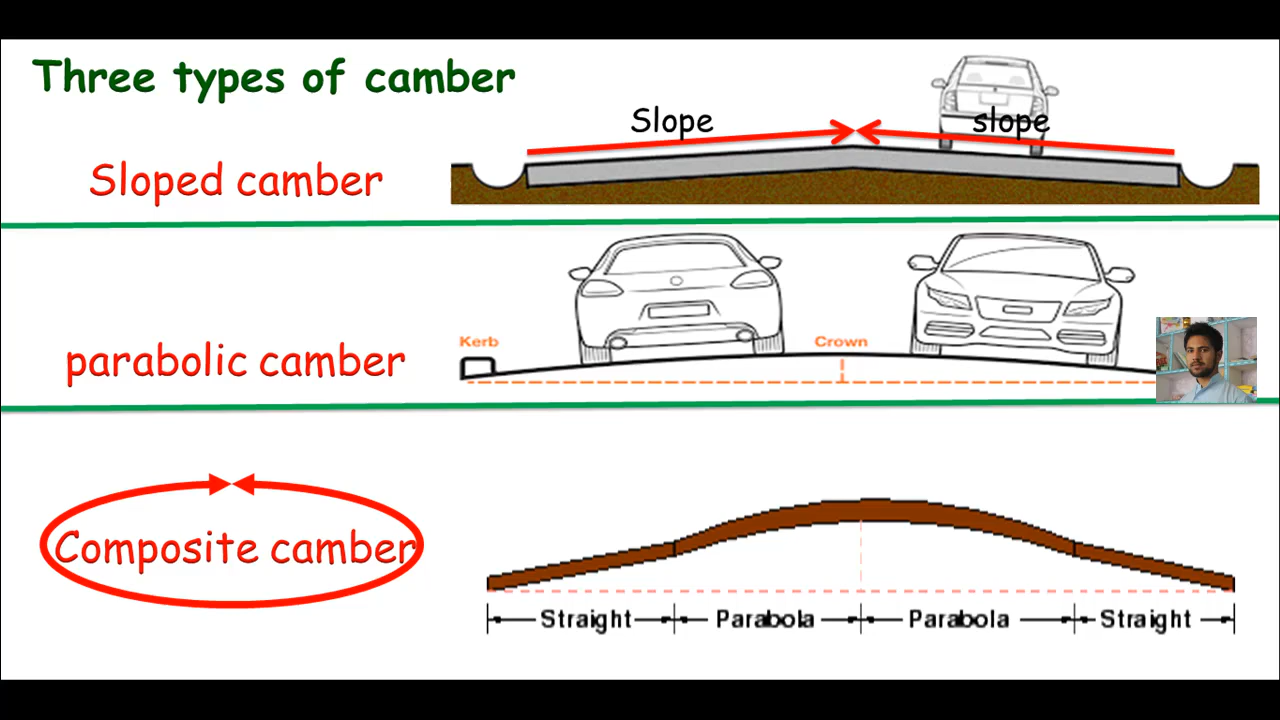 Three types of camber
Slope
slope
Sloped camber
Kerb
Crown
parabolic camber
Composite camber
Straight
Parabola
Parabola
Straight